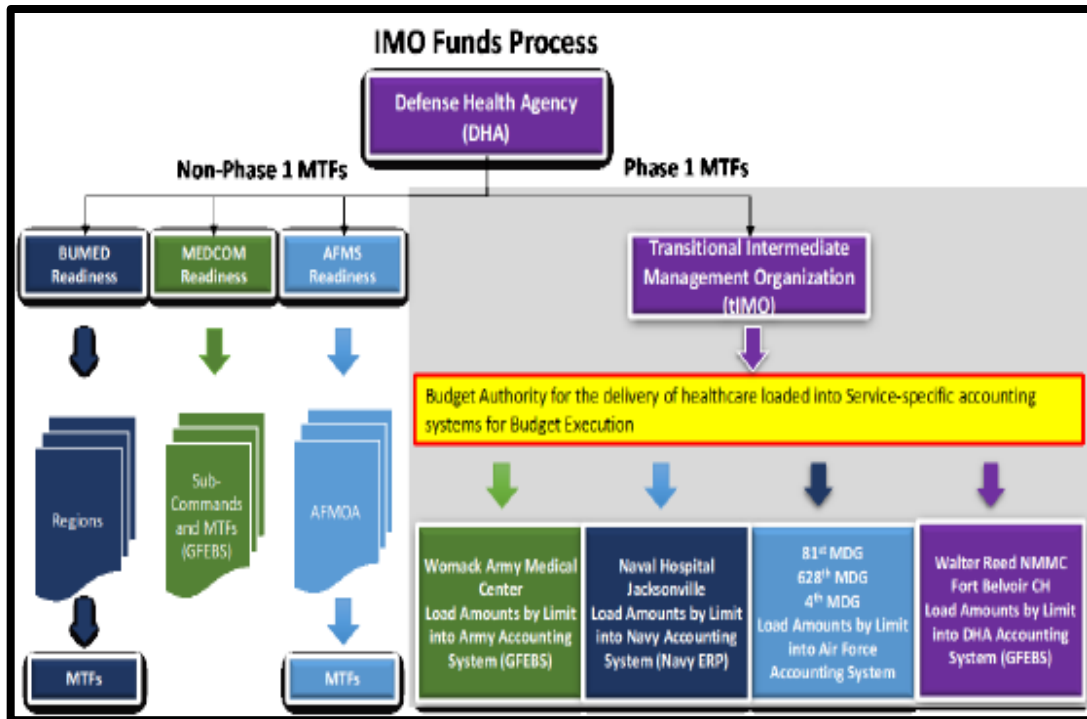 IMO Funds Process
Defense Health Agency
(DHA)
Non-Phase 1 MTFs
Phase 1 MTFs
BUMED
Readiness
MEDCOM
Readiness
AFMS
Readiness
Transitional Intermediate
Management Organization
(tIMO)
Budget Authority for the delivery of healthcare loaded into Service-specific accounting
systems for Budget Execution
Regions
Sub-
Commands
and MTFs
(GFEBS)
AFMOA
MTFs
MTFs
Womack Army Medical
Center
Load Amounts by Limit
into Army Accounting
System (GFEBS)
Naval Hospital
Jacksonville
Load Amounts by Limit
into Navy Accounting
System (Navy ERP)
81st MDG
628th MDG
4th MDG
Load Amounts by Limit
into Air Force
Accounting System
Walter Reed NMMC
Fort Belvoir CH
Load Amounts by Limit
into DHA Accounting
System (GFEBS)